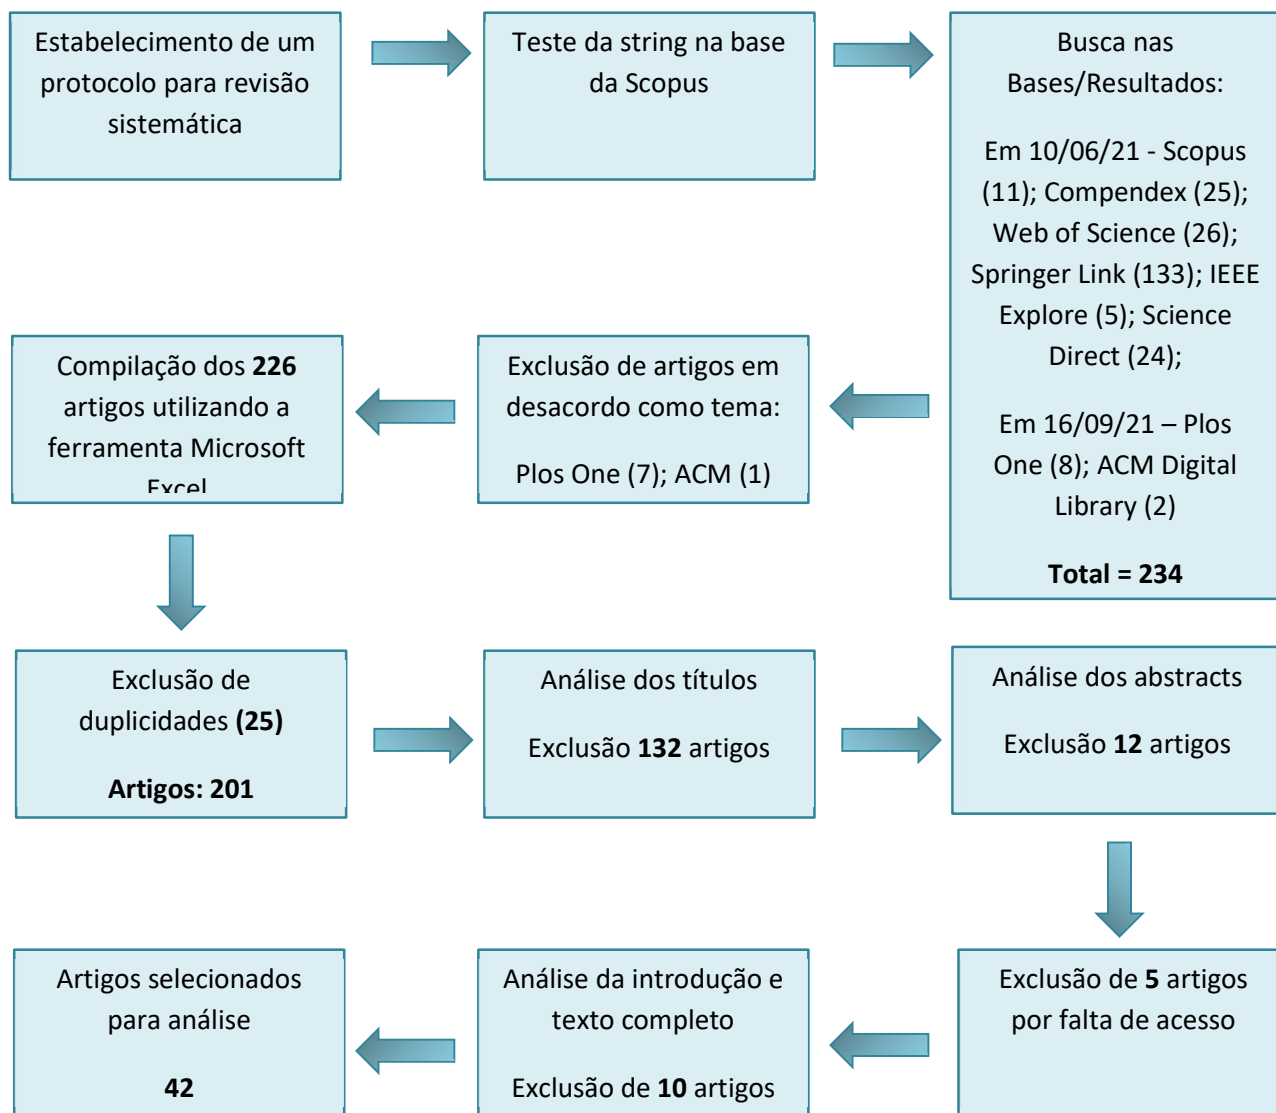 Estabelecimento de um
protocolo para revisão
sistemática
Teste da string na base
da Scopus
Busca nas
Bases/Resultados:
Em 10/06/21 - Scopus
(11); Compendex (25);
Web of Science (26);
Springer Link (133); IEEE
Explore (5); Science
Direct (24);
Em 16/09/21 – Plos
One (8); ACM Digital
Library (2)
Total = 234
Exclusão de artigos em
desacordo como tema:
Plos One (7); ACM (1)
Compilação dos 226
artigos utilizando a
ferramenta Microsoft
Excel
Exclusão de
duplicidades (25)
Artigos: 201
Análise dos títulos
Exclusão 132 artigos
Análise dos abstracts
Exclusão 12 artigos
Exclusão de 5 artigos
por falta de acesso
Análise da introdução e
texto completo
Exclusão de 10 artigos
Artigos selecionados
para análise
42